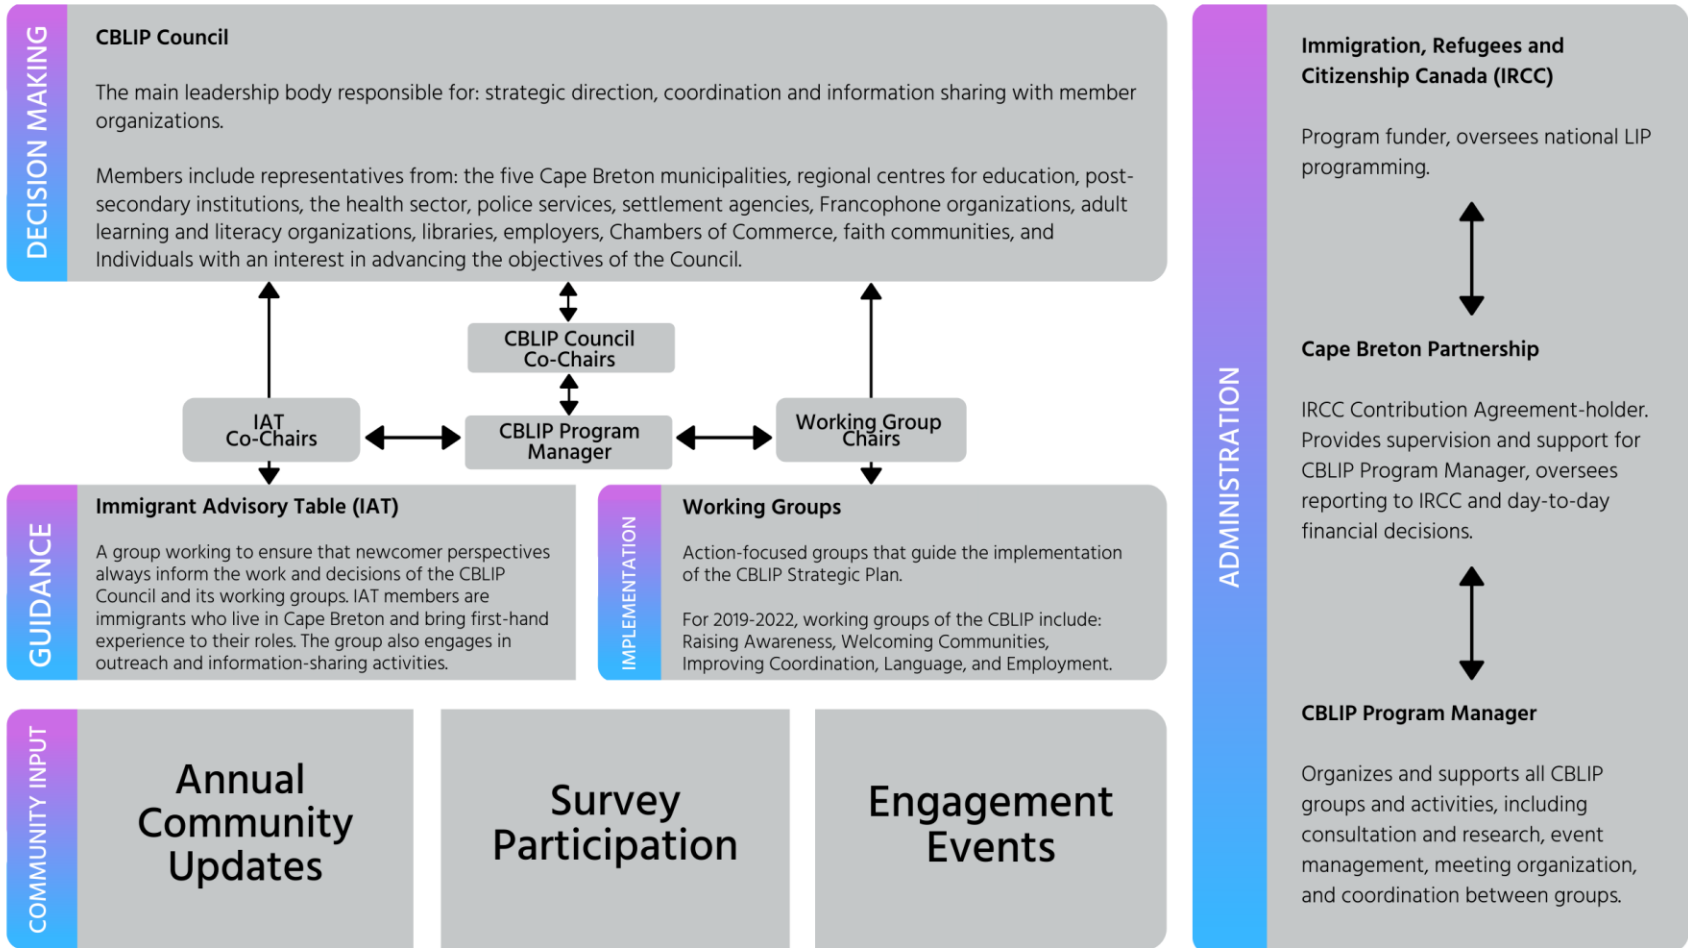 DECISION MAKING
CBLIP Council
The main leadership body responsible for: strategic direction, coordination and information sharing with member
organizations.
Members include representatives from: the five Cape Breton municipalities, regional centres for education, post-
secondary institutions, the health sector, police services, settlement agencies, Francophone organizations, adult
learning and literacy organizations, libraries, employers, Chambers of Commerce, faith communities, and
Individuals with an interest in advancing the objectives of the Council.
CBLIP Council
Co-Chairs
IAT
Co-Chairs
CBLIP Program
Manager
Working Group
Chairs
GUIDANCE
Immigrant Advisory Table (IAT)
A group working to ensure that newcomer perspectives
always inform the work and decisions of the CBLIP
Council and its working groups. IAT members are
immigrants who live in Cape Breton and bring first-hand
experience to their roles. The group also engages in
outreach and information-sharing activities.
IMPLEMENTATION
Working Groups
Action-focused groups that guide the implementation
of the CBLIP Strategic Plan.
For 2019-2022, working groups of the CBLIP include:
Raising Awareness, Welcoming Communities,
Improving Coordination, Language, and Employment.
COMMUNITY INPUT
Annual
Community
Updates
Survey
Participation
Engagement
Events
ADMINISTRATION
Immigration, Refugees and
Citizenship Canada (IRCC)
Program funder, oversees national LIP
programming.
Cape Breton Partnership
IRCC Contribution Agreement-holder.
Provides supervision and support for
CBLIP Program Manager, oversees
reporting to IRCC and day-to-day
financial decisions.
CBLIP Program Manager
Organizes and supports all CBLIP
groups and activities, including
consultation and research, event
management, meeting organization,
and coordination between groups.